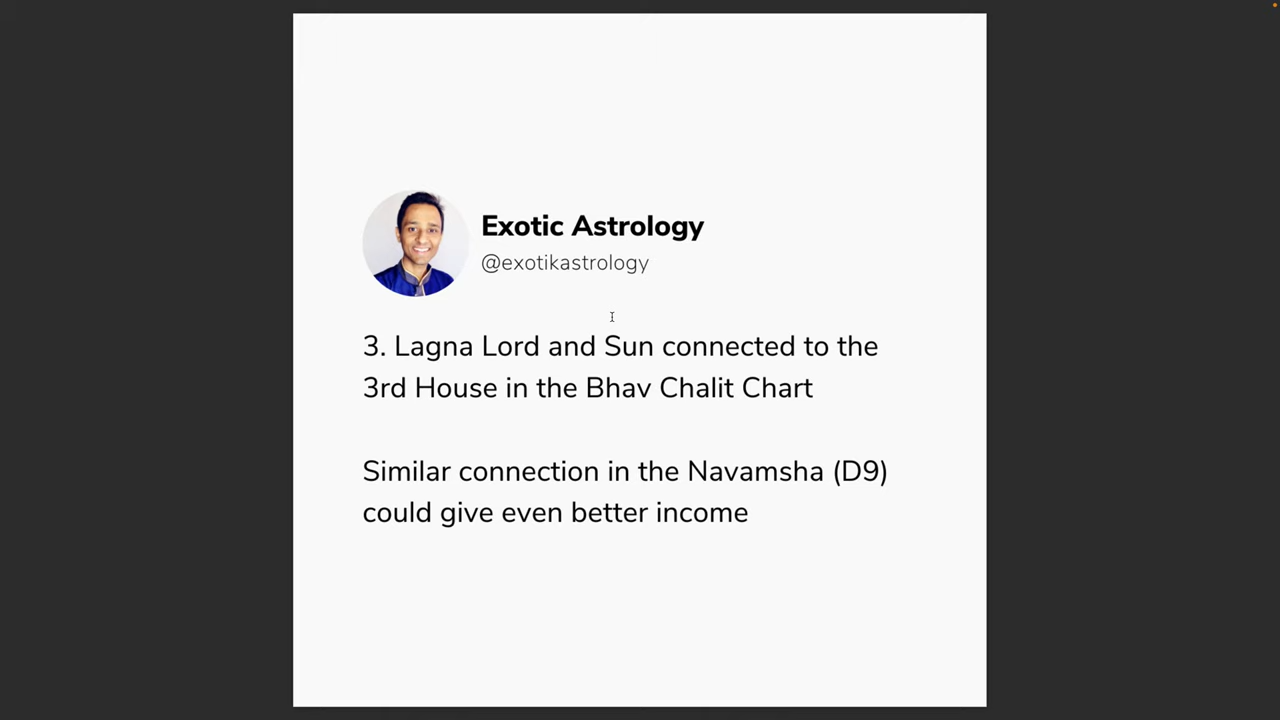 Exotic Astrology
@exotikastrology
3. Lagna Lord and Sun connected to the
3rd House in the Bhav Chalit Chart
Similar connection in the Navamsha (D9)
could give even better income